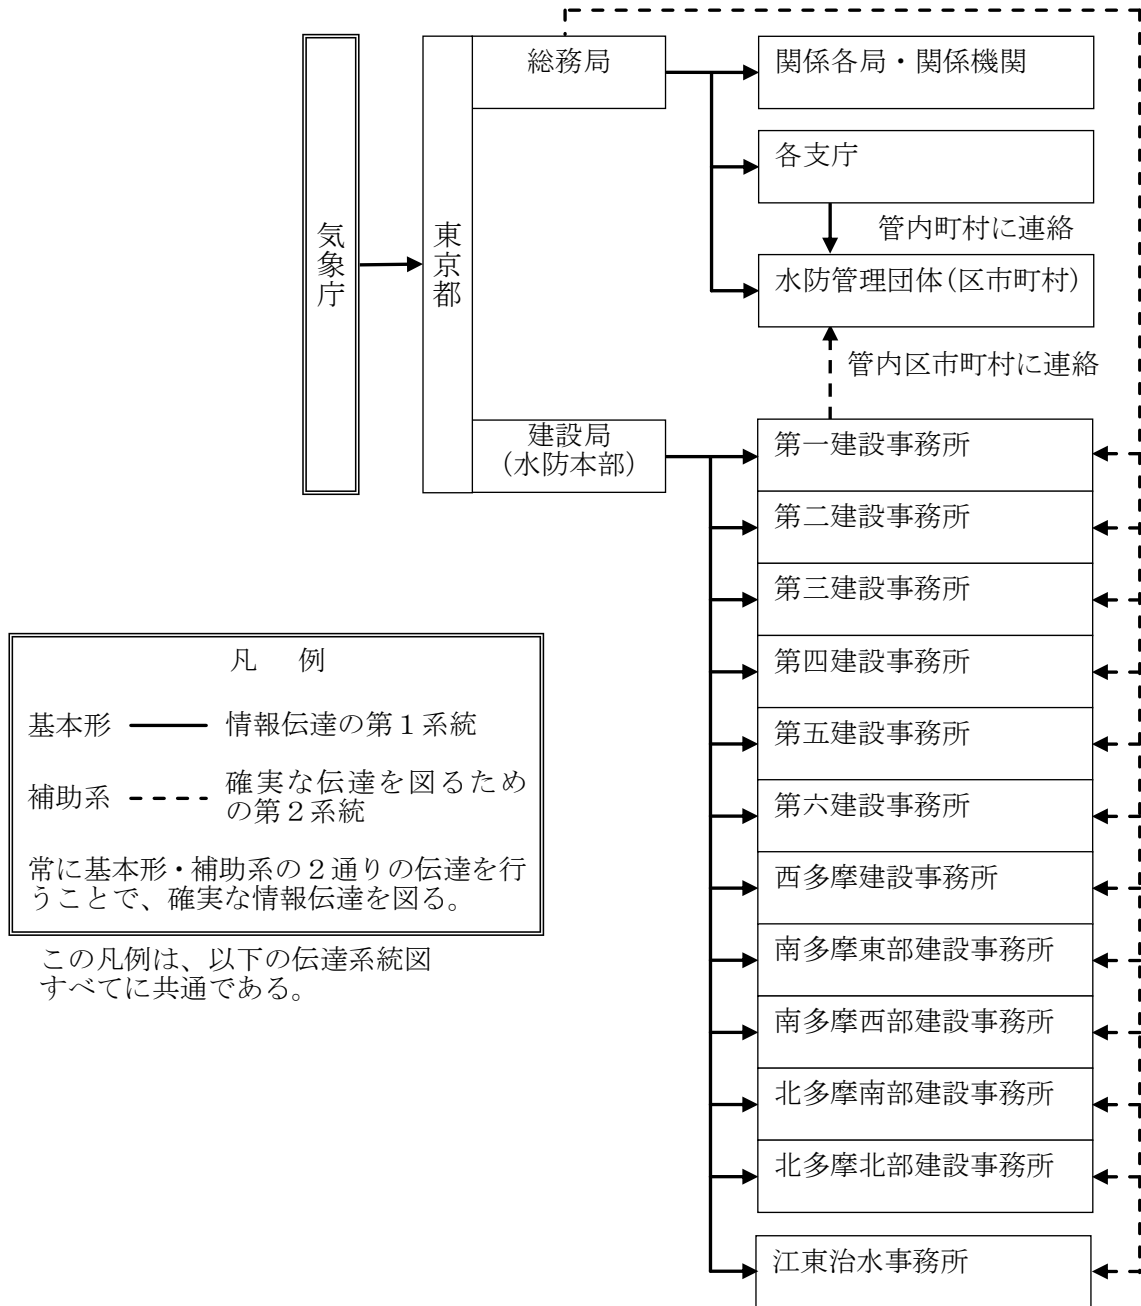 気象庁
東京都
総務局
関係各局・関係機関
各支庁
管内町村に連絡
水防管理団体(区市町村)
管内区市町村に連絡
建設局
(水防本部)
第一建設事務所
第二建設事務所
第三建設事務所
第四建設事務所
第五建設事務所
第六建設事務所
西多摩建設事務所
南多摩東部建設事務所
南多摩西部建設事務所
北多摩南部建設事務所
北多摩北部建設事務所
江東治水事務所
凡　例
基本形 情報伝達の第１系統
補助系 確実な伝達を図るため
の第２系統
常に基本形・補助系の２通りの伝達を行
うことで、確実な情報伝達を図る。
この凡例は、以下の伝達系統図
すべてに共通である。